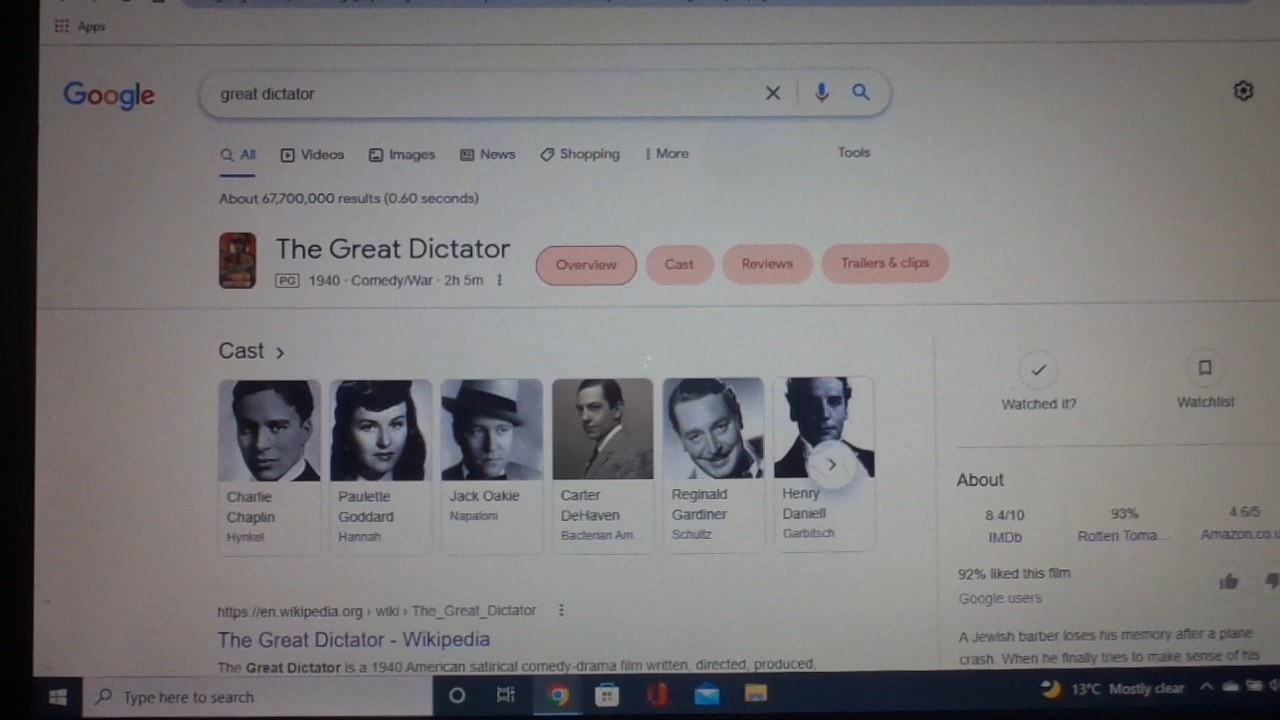 Apps
Google
great dictator
All Videos Images News Shopping More Tools
About 67,700,000 results (0.60 seconds)
The Great Dictator
PG 1940 · Comedy/War · 2h 5m
Overview Cast Reviews Trailers & clips
Cast
Charlie Chaplin
Hynkel
Paulette Goddard
Hannah
Jack Oakie
Napaloni
Carter DeHaven
Bacterian Am...
Reginald Gardiner
Schultz
Henry Daniell
Garbitsch
https://en.wikipedia.org › wiki › The_Great_Dictator
The Great Dictator - Wikipedia
The Great Dictator is a 1940 American satirical comedy-drama film written, directed, produced,
Watched it? Watchlist
About
8.4/10 93% 4.6/5
IMDb Rotten Toma... Amazon.co.u
92% liked this film
Google users
A Jewish barber loses his memory after a plane
crash. When he finally tries to make sense of his
Type here to search
13°C Mostly clear